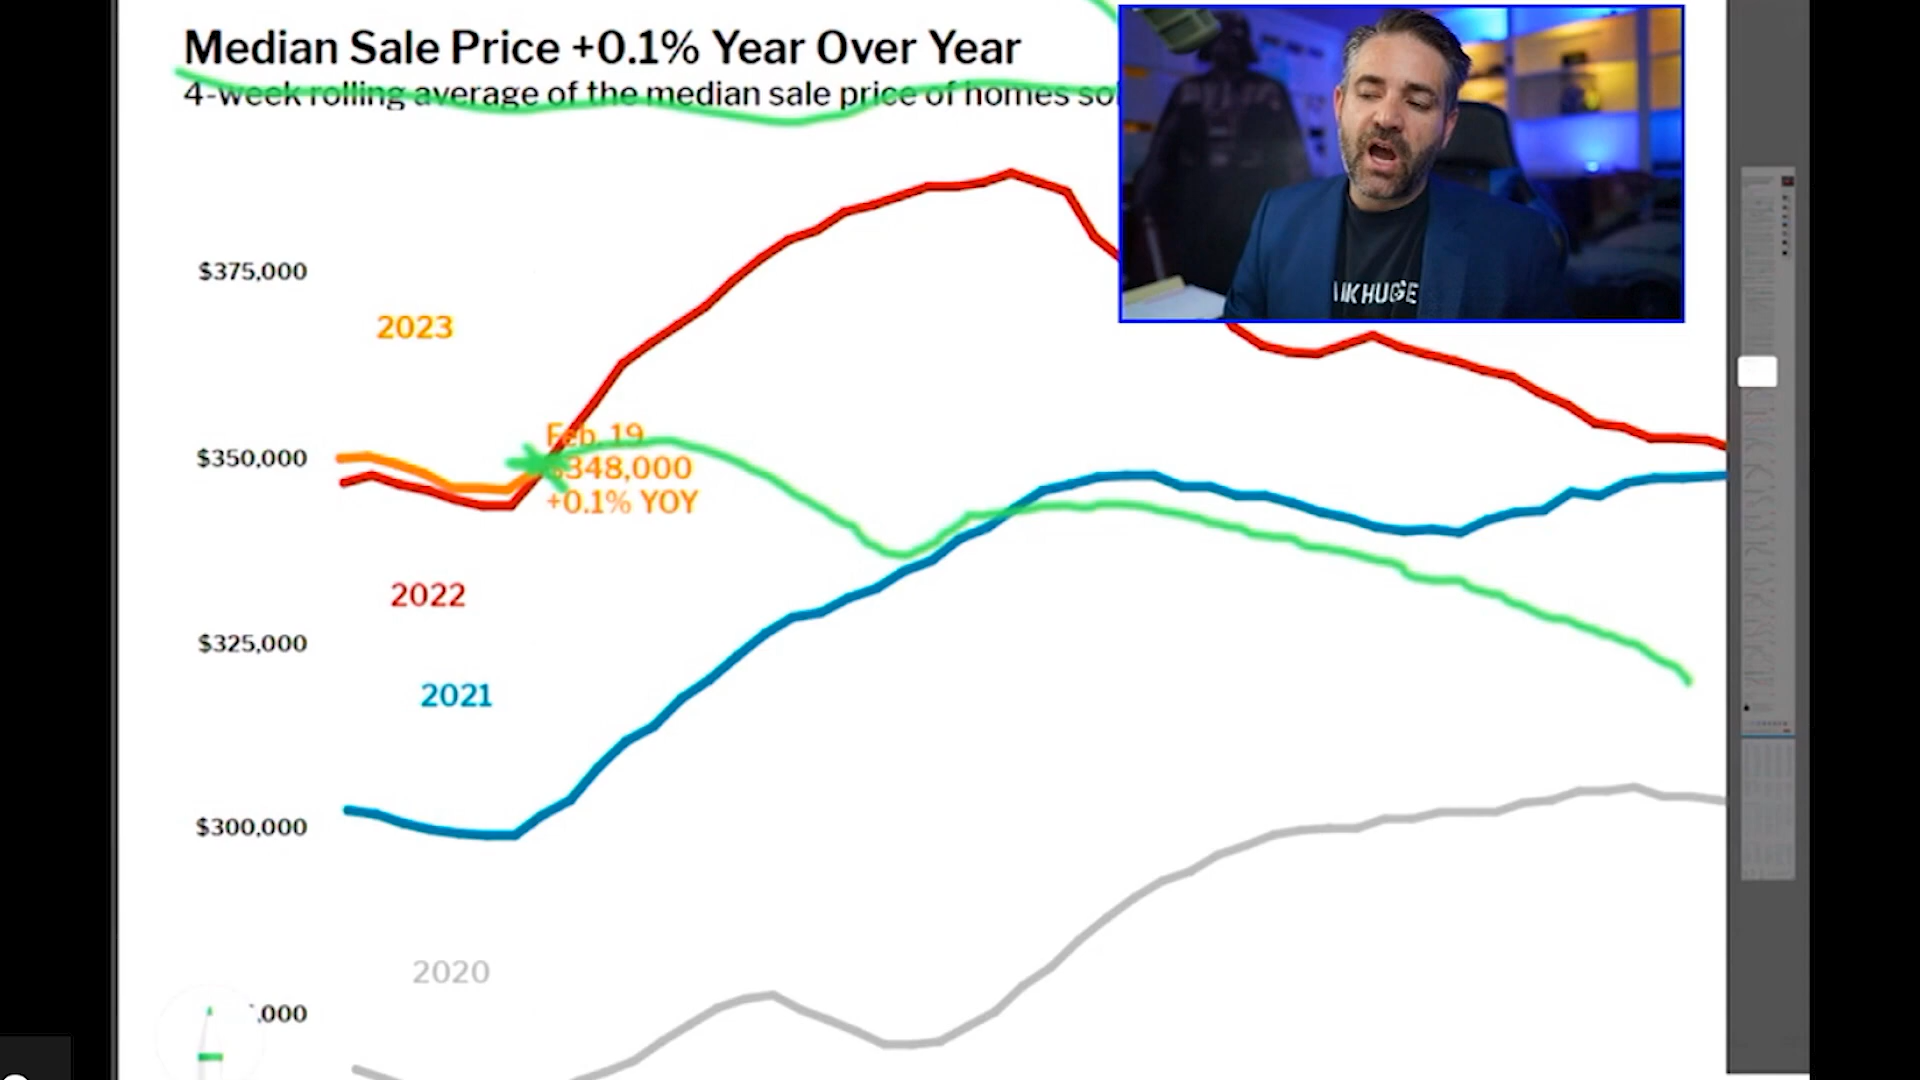 Median Sale Price +0.1% Year Over Year
4-week rolling average of the median sale price of homes
$375,000
2023
Feb. 19
$350,000
$348,000
+0.1% YOY
2022
$325,000
2021
$300,000
2020
,000